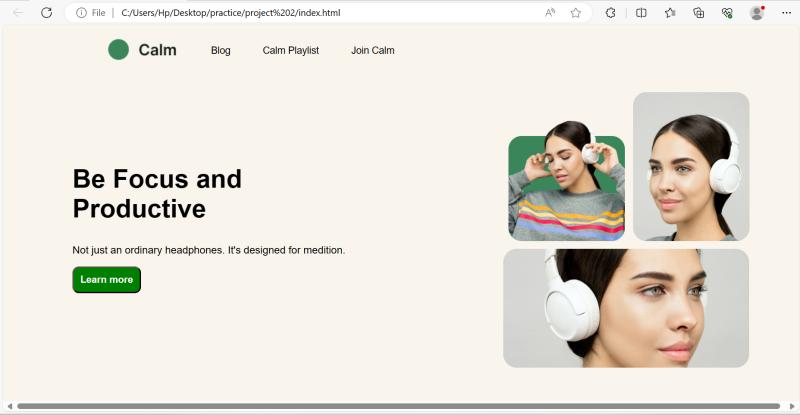 File
C:/Users/Hp/Desktop/practice/project%202/index.html
Calm
Blog
Calm Playlist
Join Calm
Be Focus and
Productive
Not just an ordinary headphones. It's designed for medition.
Learn more